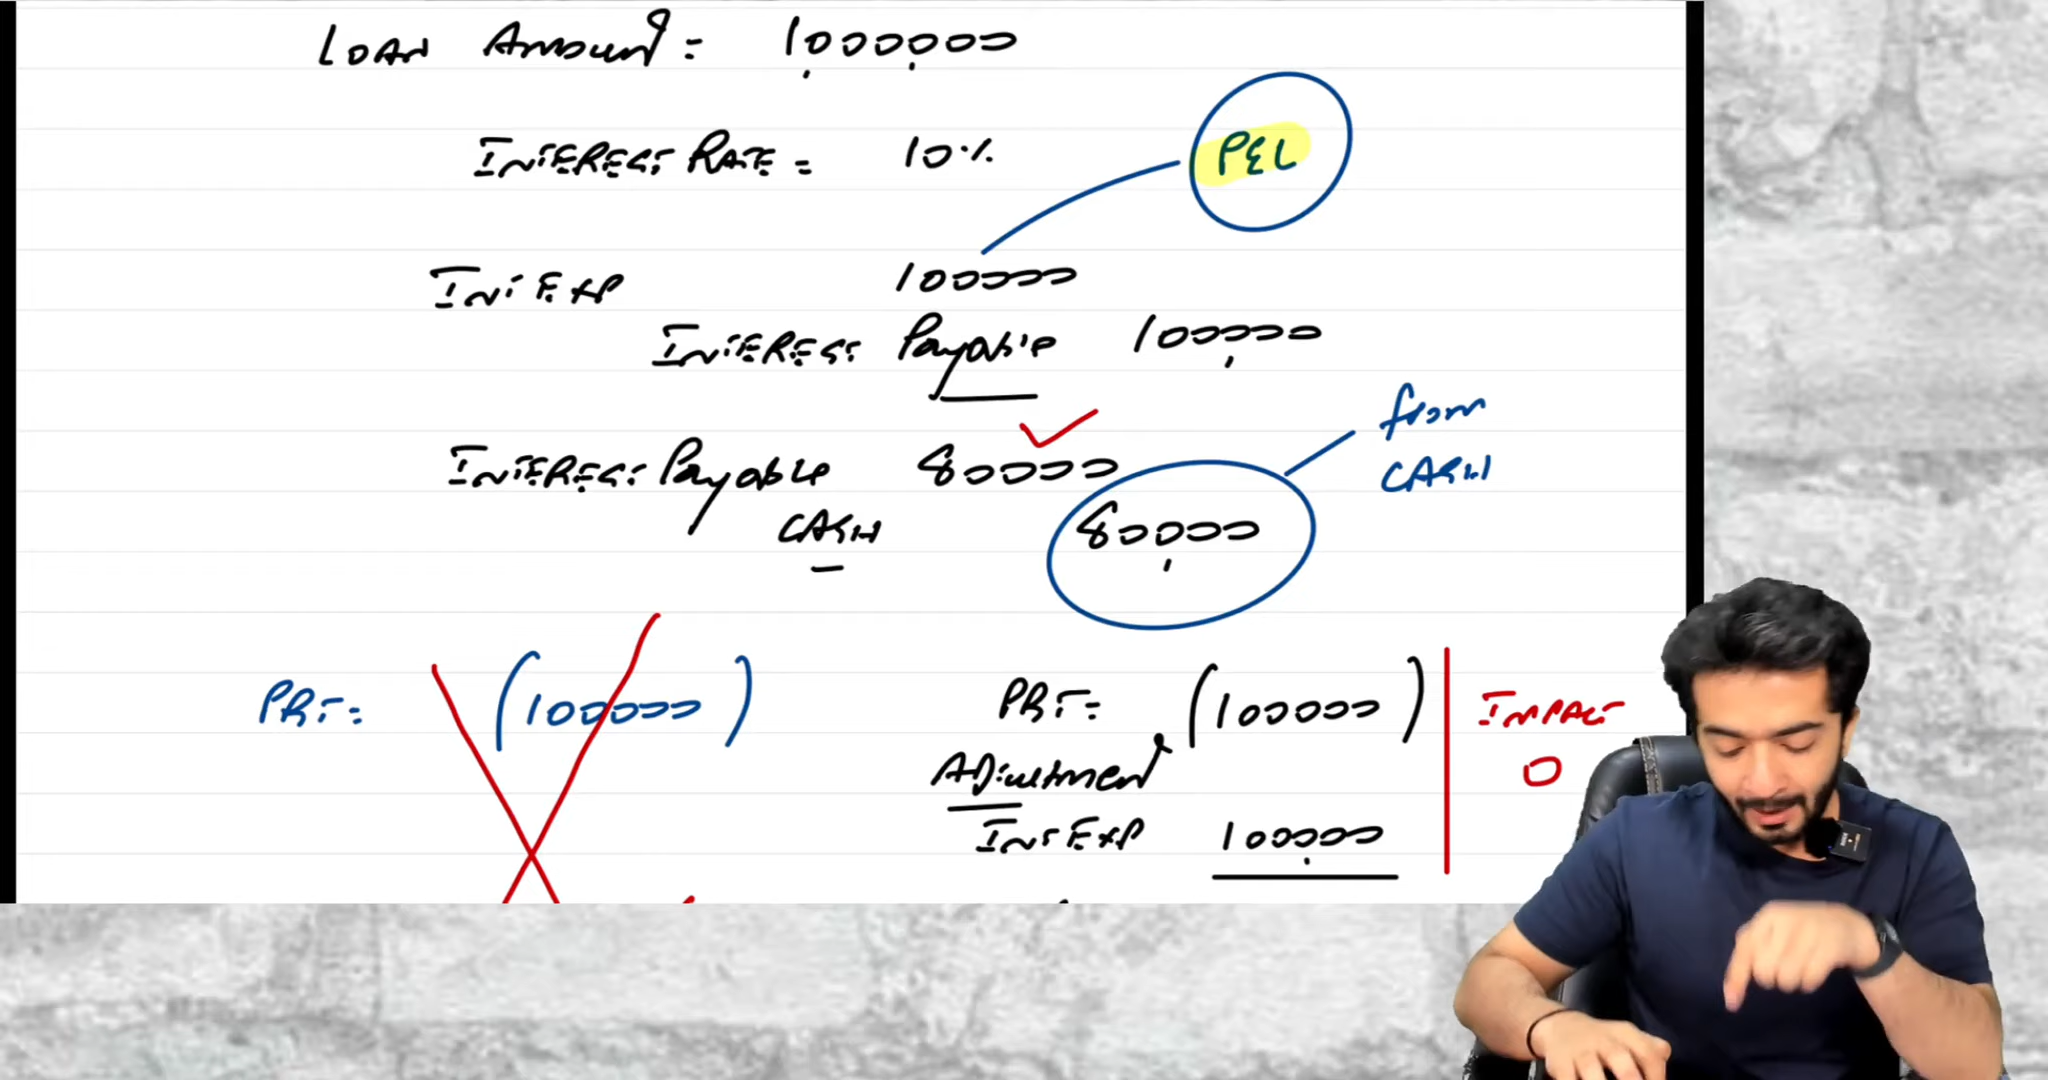 Loan Amount = 1,000,000
Interest Rate = 10%
P&L
Int Exp 100000
Interest Payable 100,000
from
Cash
Interest Payable 80000
Cash 80,000
PBT = (100000)
PBT = (100000)
Impact
0
Adjustment
Int Exp 100,000